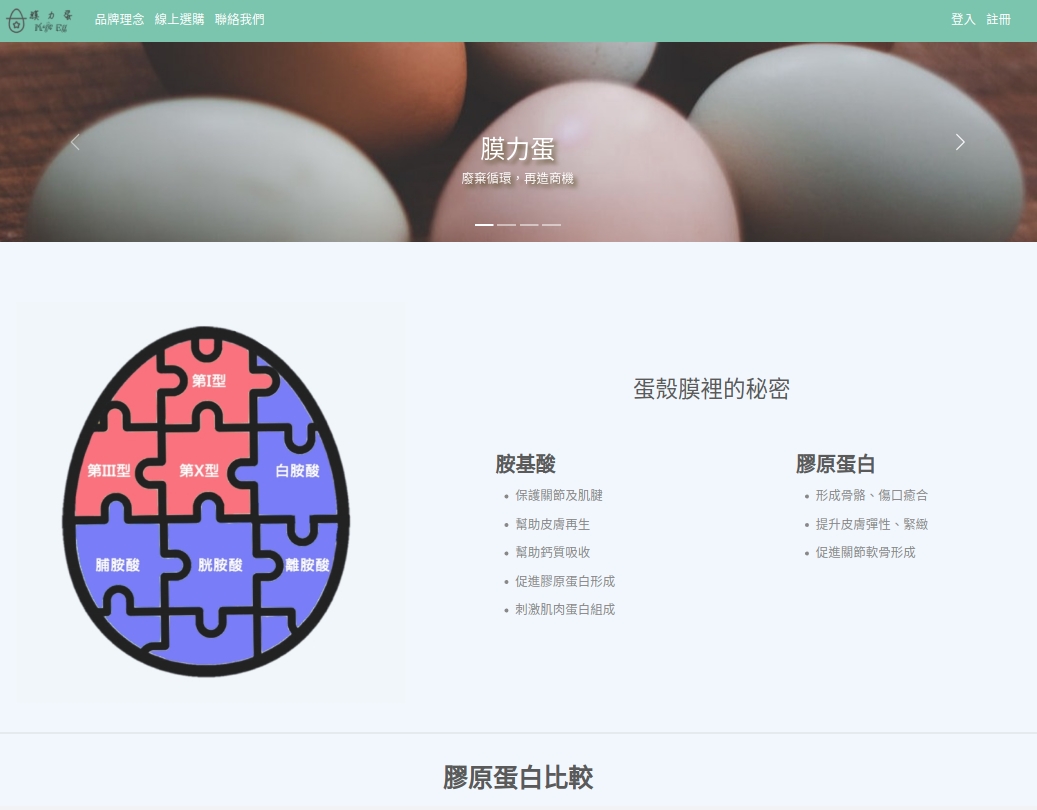 膜力蛋
品牌理念 線上選購 聯絡我們
登入 註冊
膜力蛋
廢棄循環，再造商機
第I型
第III型 第X型 白胺酸
脯胺酸 胱胺酸 離胺酸
蛋殼膜裡的秘密
胺基酸
• 保護關節及肌腱
• 幫助皮膚再生
• 幫助鈣質吸收
• 促進膠原蛋白形成
• 刺激肌肉蛋白組成
膠原蛋白
• 形成骨骼、傷口癒合
• 提升皮膚彈性、緊緻
• 促進關節軟骨形成
膠原蛋白比較